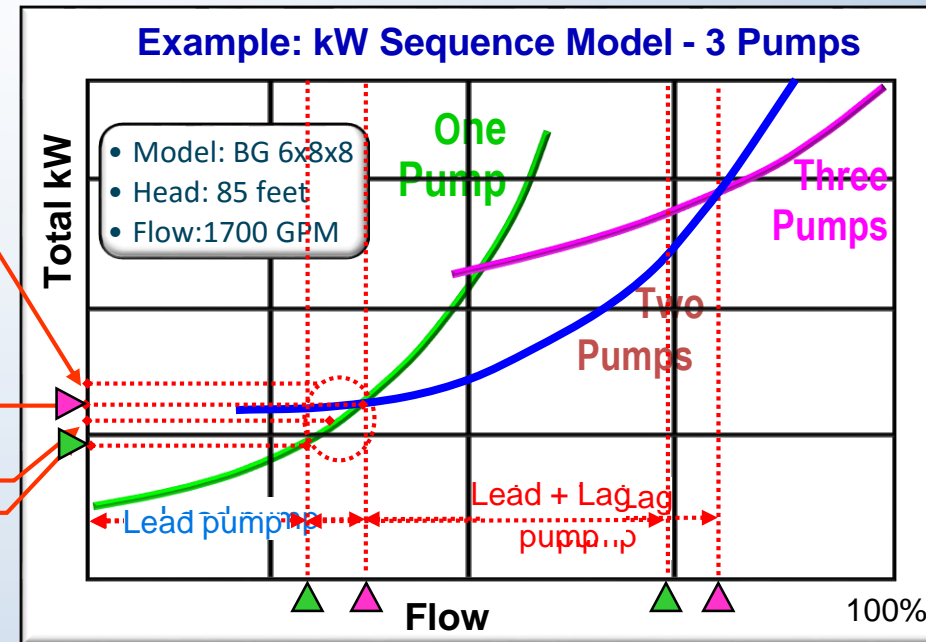 Example: kW Sequence Model - 3 Pumps
Total kW
• Model: BG 6x8x8
• Head: 85 feet
• Flow:1700 GPM
One
Pump
Three
Pumps
Two
Pumps
Lead pump
Lead + Lag
pump
Flow
100%